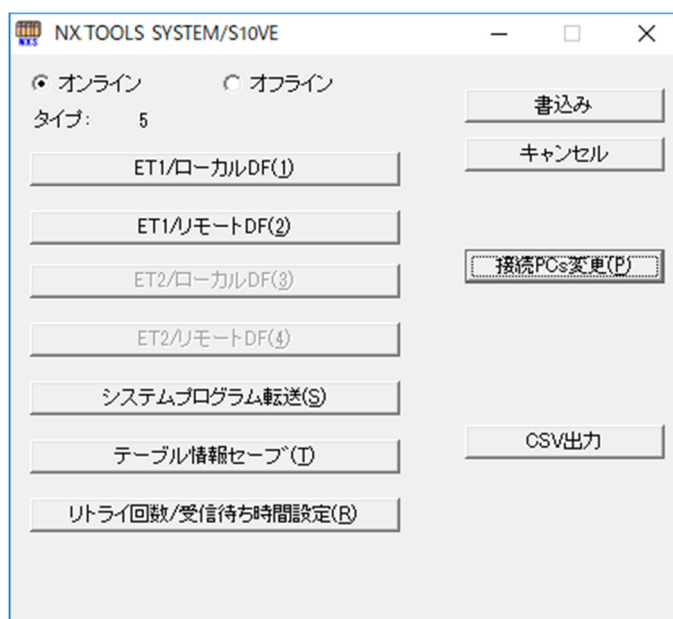 NXS
NX TOOLS SYSTEM/S10VE
オンライン オフライン
タイプ: 5
書込み
キャンセル
ET1/ローカルDF(1)
ET1/リモートDF(2)
接続PCs変更(P)
ET2/ローカルDF(3)
ET2/リモートDF(4)
システムプログラム転送(S)
テーブル情報セーブ(T)
CSV出力
リトライ回数/受信待ち時間設定(R)